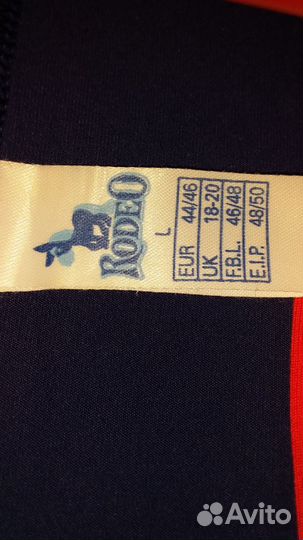 RODEO
L
EUR 44/46
UK 18-20
F.B.L. 46/48
E.I.P. 48/50
Avito